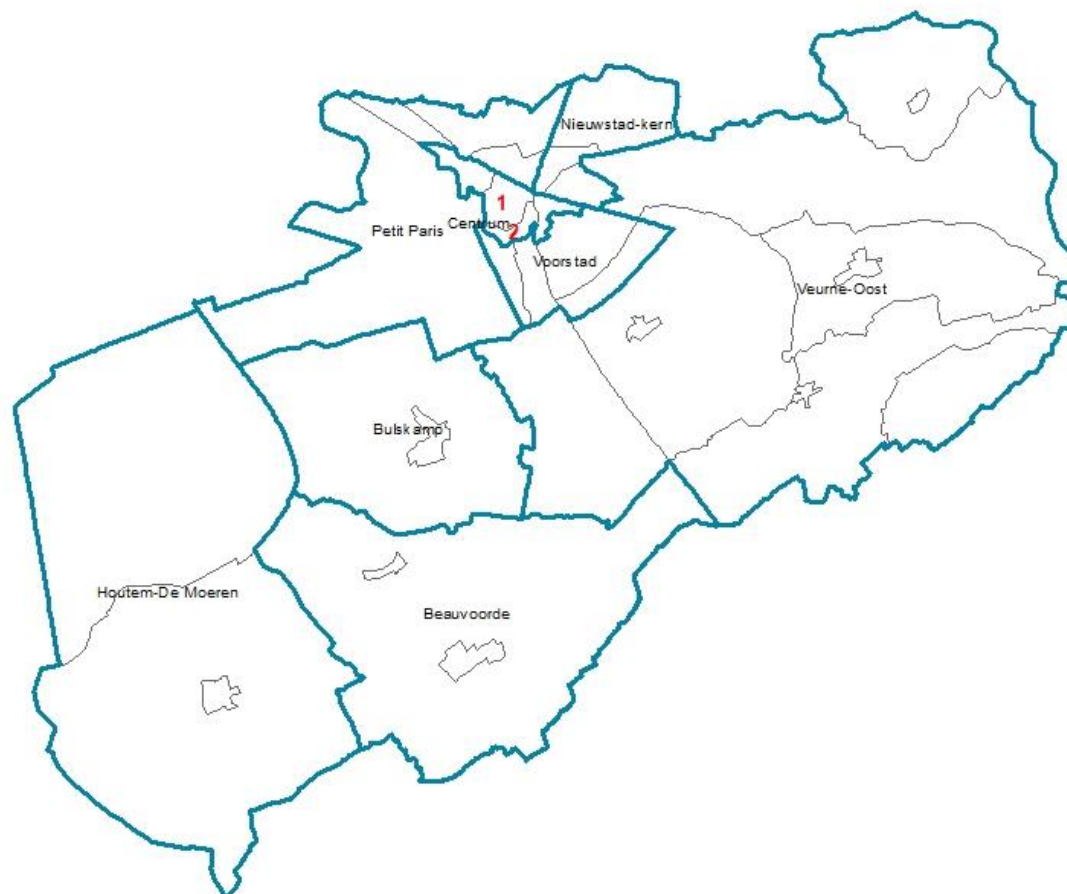 Nieuwstad-kern
1
Centrum
2
Petit Paris
Voorstad
Veurne-Oost
Bulskamp
Houtem-De Moeren
Beauvoorde